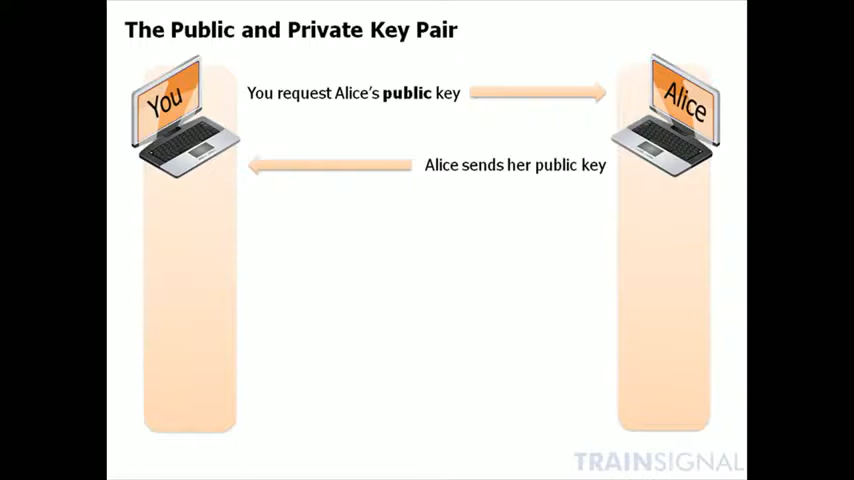 The Public and Private Key Pair
You
You request Alice's public key
Alice
Alice sends her public key
TRAINSIGNAL